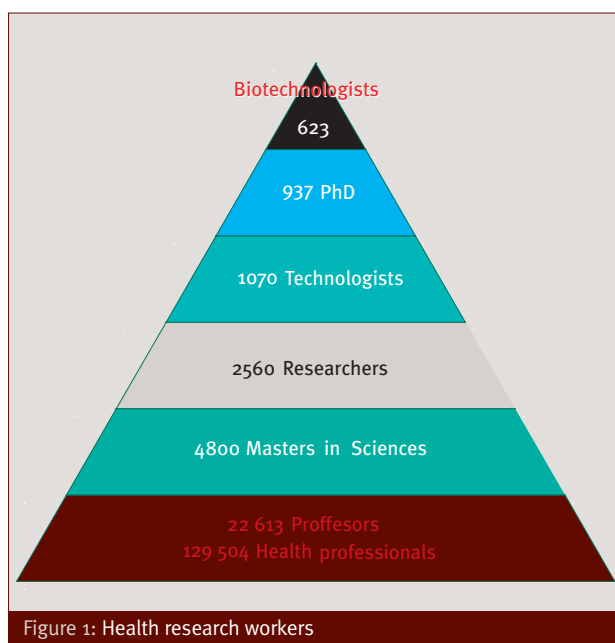 Biotechnologists
623
937 PhD
1070 Technologists
2560 Researchers
4800 Masters in Sciences
22 613 Proffesors
129 504 Health professionals
Figure 1: Health research workers